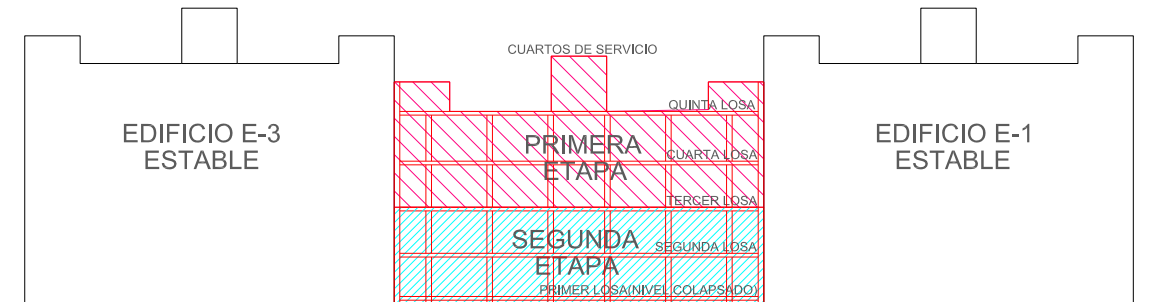 CUARTOS DE SERVICIO
QUINTA LOSA
EDIFICIO E-3
ESTABLE
PRIMERA
ETAPA
CUARTA LOSA
EDIFICIO E-1
ESTABLE
TERCER LOSA
SEGUNDA
ETAPA
SEGUNDA LOSA
PRIMER LOSA(NIVEL COLAPSADO)